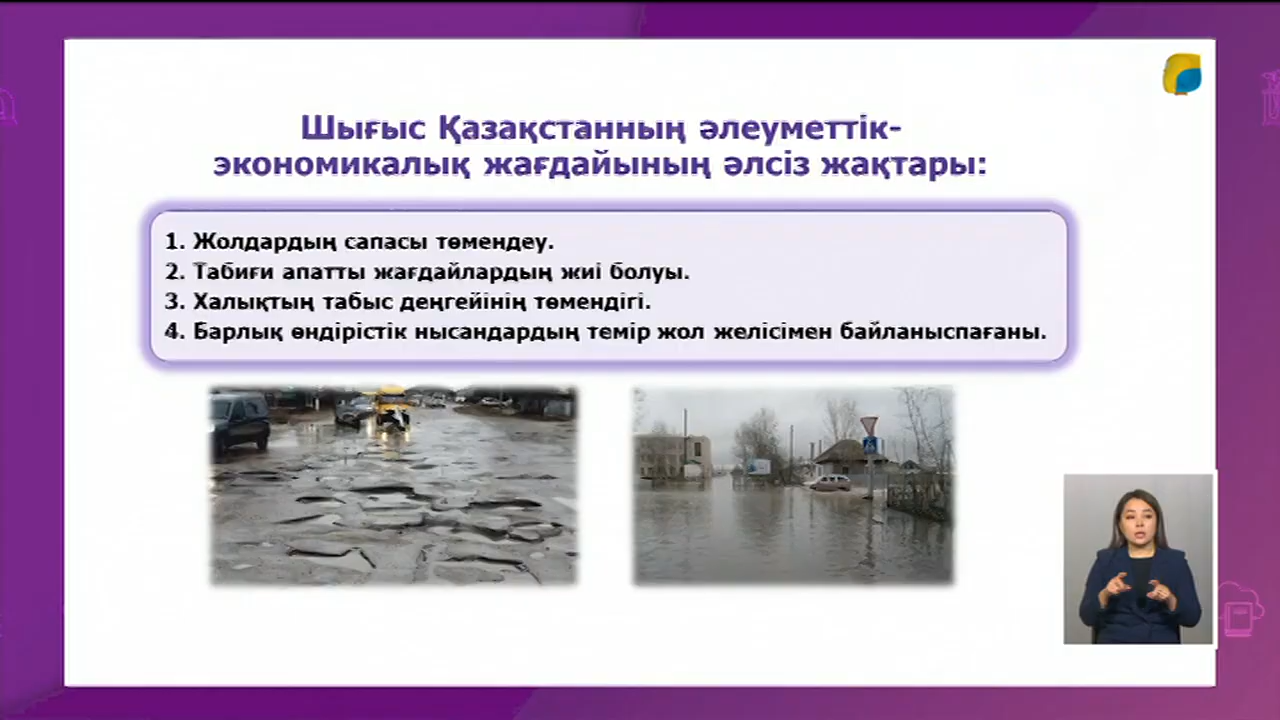 Шығыс Қазақстанның әлеуметтік-
экономикалық жағдайының әлсіз жақтары:
1. Жолдардың сапасы төмендеу.
2. Табиғи апатты жағдайлардың жиі болуы.
3. Халықтың табыс деңгейінің төмендігі.
4. Барлық өндірістік нысандардың темір жол желісімен байланыспағаны.